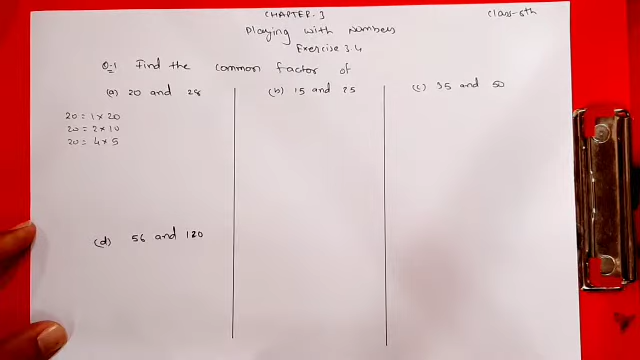 CHAPTER-3
Class-6th
Playing with Numbers
Exercise 3.4
Q.1 Find the common factor of
(a) 20 and 28
(b) 15 and 25
(c) 35 and 50
20 = 1 × 20
20 = 2 × 10
20 = 4 × 5
(d) 56 and 120